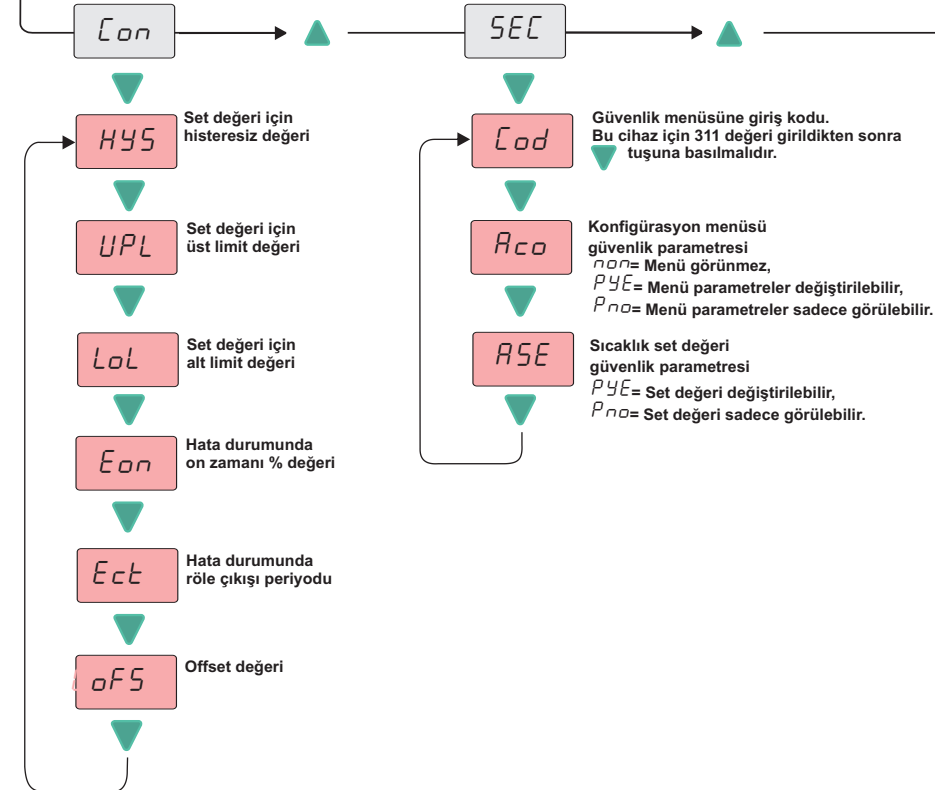 Con
HYS
Set değeri için
histeresiz değeri
UPL
Set değeri için
üst limit değeri
LoL
Set değeri için
alt limit değeri
Eon
Hata durumunda
on zamanı % değeri
Ect
Hata durumunda
röle çıkışı periyodu
oFS
Offset değeri
SEC
Cod
Güvenlik menüsüne giriş kodu.
Bu cihaz için 311 değeri girildikten sonra
tuşuna basılmalıdır.
Aco
Konfigürasyon menüsü
güvenlik parametresi
non= Menü görünmez,
PYE= Menü parametreler değiştirilebilir,
Pno= Menü parametreler sadece görülebilir.
ASE
Sıcaklık set değeri
güvenlik parametresi
PYE= Set değeri değiştirilebilir,
Pno= Set değeri sadece görülebilir.